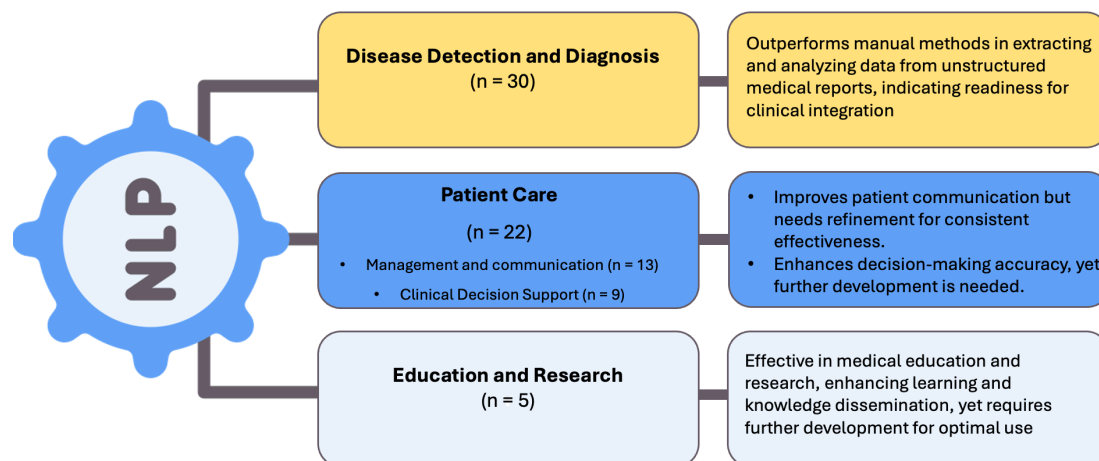 NLP
Disease Detection and Diagnosis
(n = 30)
Outperforms manual methods in extracting
and analyzing data from unstructured
medical reports, indicating readiness for
clinical integration
Patient Care
(n = 22)
• Management and communication (n = 13)
• Clinical Decision Support (n = 9)
• Improves patient communication but
needs refinement for consistent
effectiveness.
• Enhances decision-making accuracy, yet
further development is needed.
Education and Research
(n = 5)
Effective in medical education and
research, enhancing learning and
knowledge dissemination, yet requires
further development for optimal use